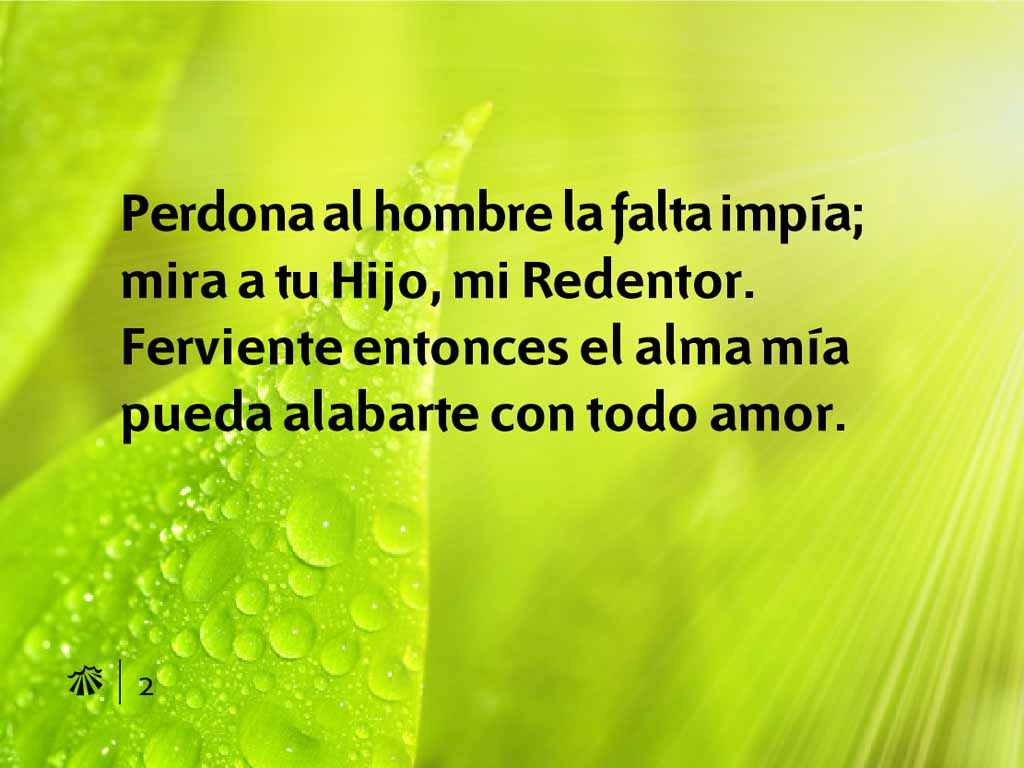 Perdona al hombre la falta impía;
mira a tu Hijo, mi Redentor.
Ferviente entonces el alma mía
pueda alabarte con todo amor.
2